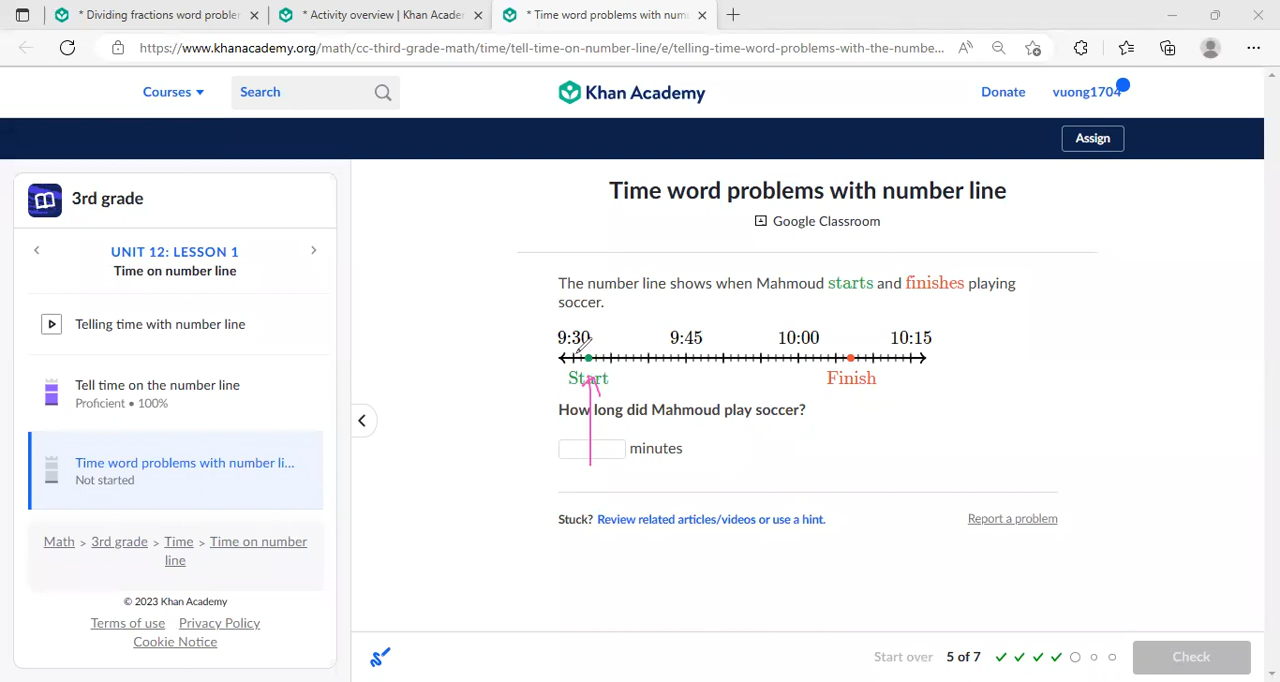 * Dividing fractions word proble
* Activity overview | Khan Acade
* Time word problems with num
https://www.khanacademy.org/math/cc-third-grade-math/time/tell-time-on-number-line/e/telling-time-word-problems-with-the-numbe...
Courses
Search
Khan Academy
Donate
vuong1704
Assign
3rd grade
UNIT 12: LESSON 1
Time on number line
Telling time with number line
Tell time on the number line
Proficient • 100%
Time word problems with number li...
Not started
Math > 3rd grade > Time > Time on number
line
© 2023 Khan Academy
Terms of use Privacy Policy
Cookie Notice
Time word problems with number line
Google Classroom
The number line shows when Mahmoud starts and finishes playing
soccer.
9:30 9:45 10:00 10:15
Start Finish
How long did Mahmoud play soccer?
minutes
Stuck? Review related articles/videos or use a hint.
Report a problem
Start over 5 of 7 Check